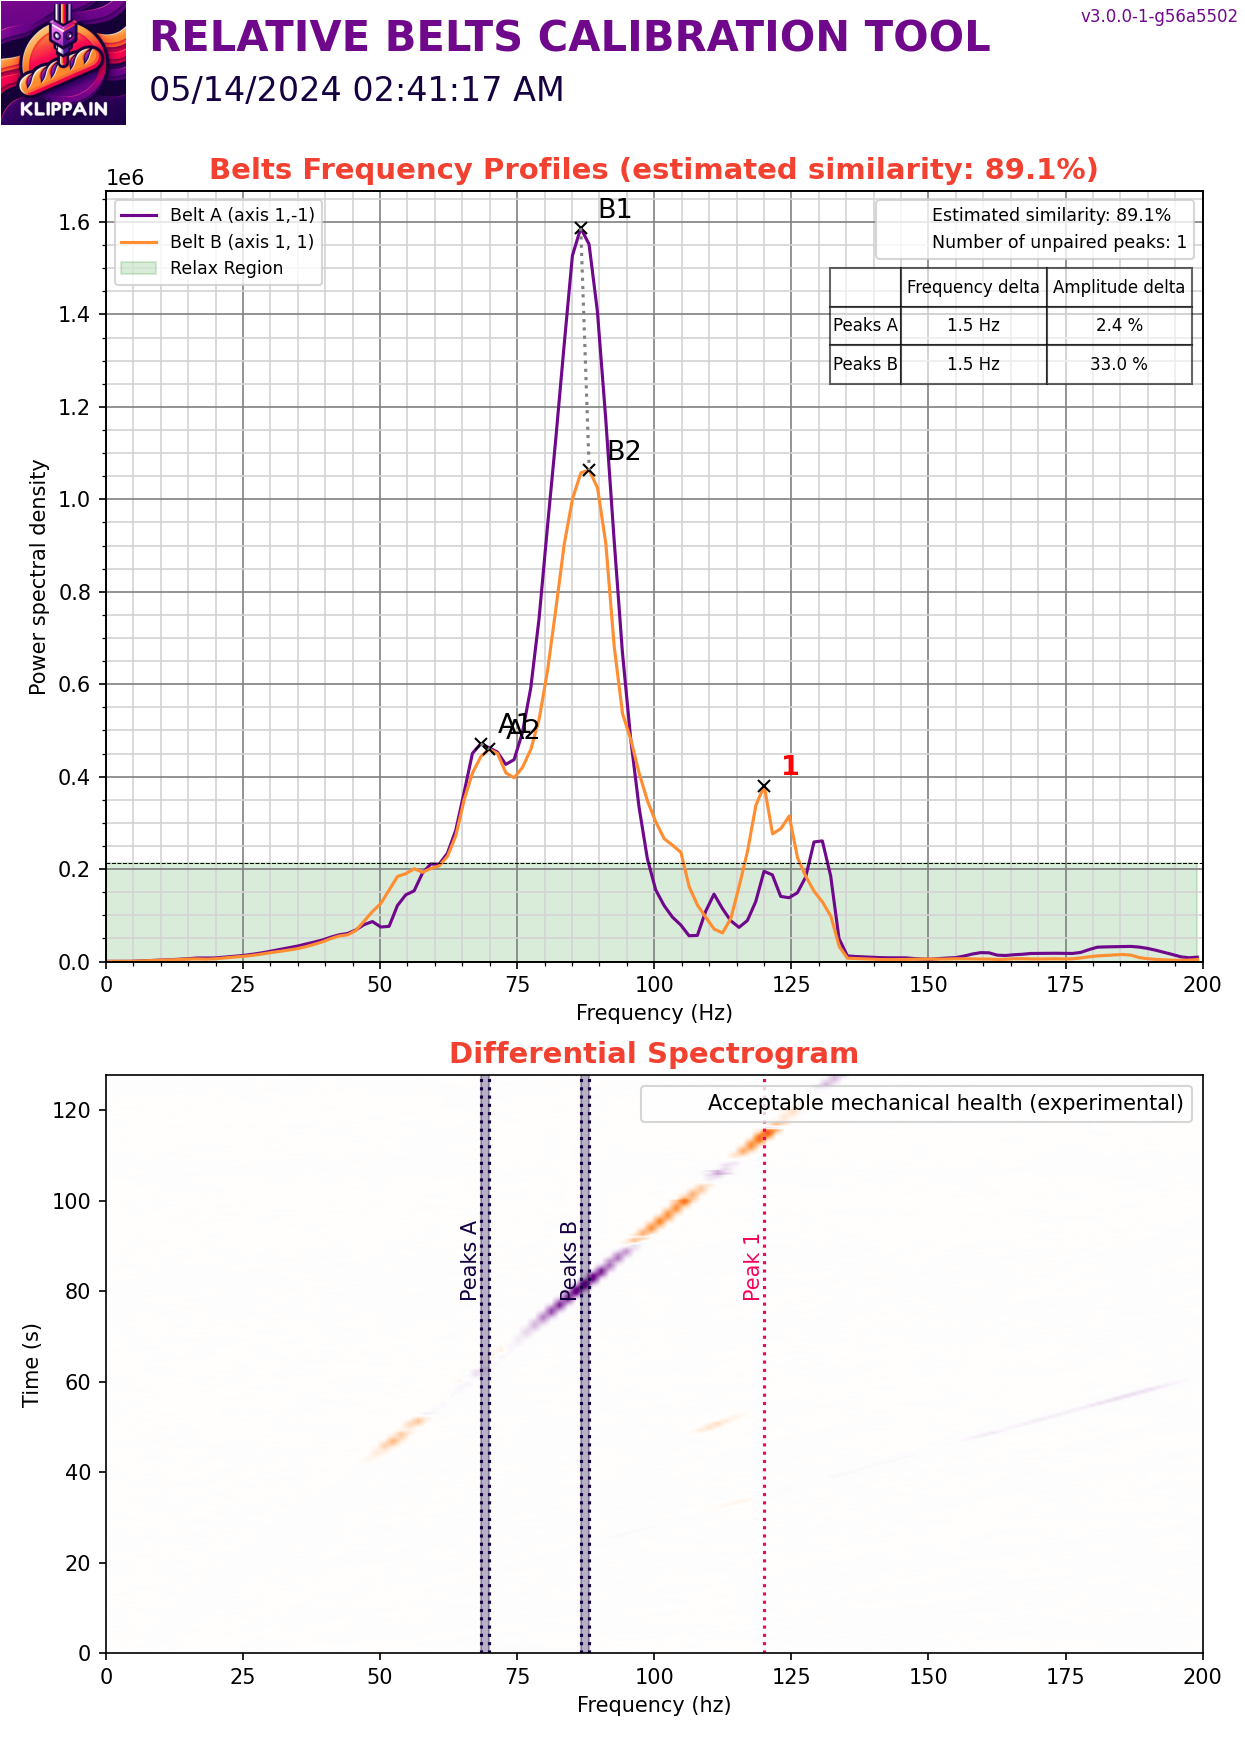 v3.0.0-1-g56a5502
RELATIVE BELTS CALIBRATION TOOL
05/14/2024 02:41:17 AM
KLIPPAIN
Belts Frequency Profiles (estimated similarity: 89.1%)
1e6
Belt A (axis 1,-1)
Belt B (axis 1, 1)
Relax Region
Estimated similarity: 89.1%
Number of unpaired peaks: 1
Frequency delta Amplitude delta
Peaks A 1.5 Hz 2.4 %
Peaks B 1.5 Hz 33.0 %
B1
B2
A1
A2
1
1.6
1.4
1.2
1.0
0.8
0.6
0.4
0.2
0.0
Power spectral density
0 25 50 75 100 125 150 175 200
Frequency (Hz)
Differential Spectrogram
Acceptable mechanical health (experimental)
Peaks A
Peaks B
Peak 1
120
100
80
60
40
20
0
Time (s)
0 25 50 75 100 125 150 175 200
Frequency (hz)